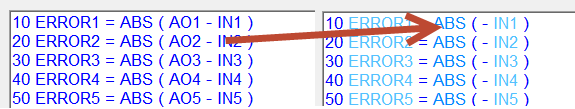 10 ERROR1 = ABS ( AO1 - IN1 )
20 ERROR2 = ABS ( AO2 - IN2 )
30 ERROR3 = ABS ( AO3 - IN3 )
40 ERROR4 = ABS ( AO4 - IN4 )
50 ERROR5 = ABS ( AO5 - IN5 )
10 ERROR1 = ABS ( - IN1 )
20 ERROR2 = ABS ( - IN2 )
30 ERROR3 = ABS ( - IN3 )
40 ERROR4 = ABS ( - IN4 )
50 ERROR5 = ABS ( - IN5 )